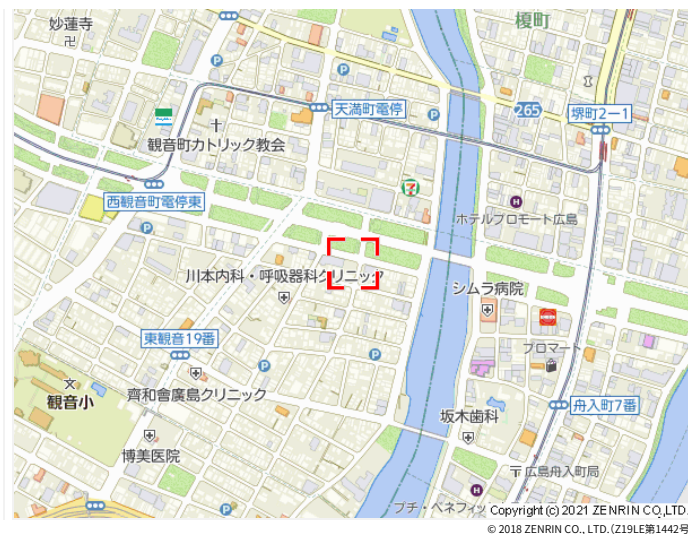 妙蓮寺
榎町
天満町電停
265
堺町2ー1
観音町カトリック教会
西観音町電停東
ホテルプロモート広島
川本内科・呼吸器科クリニック
シムラ病院
東観音19番
プロマート
齊和會廣島クリニック
観音小
舟入町7番
坂木歯科
博美医院
広島舟入町局
プチ・ベネフィッ
Copyright (c) 2021 ZENRIN CO.,LTD.
© 2018 ZENRIN CO., LTD. (Z19LE第1442号